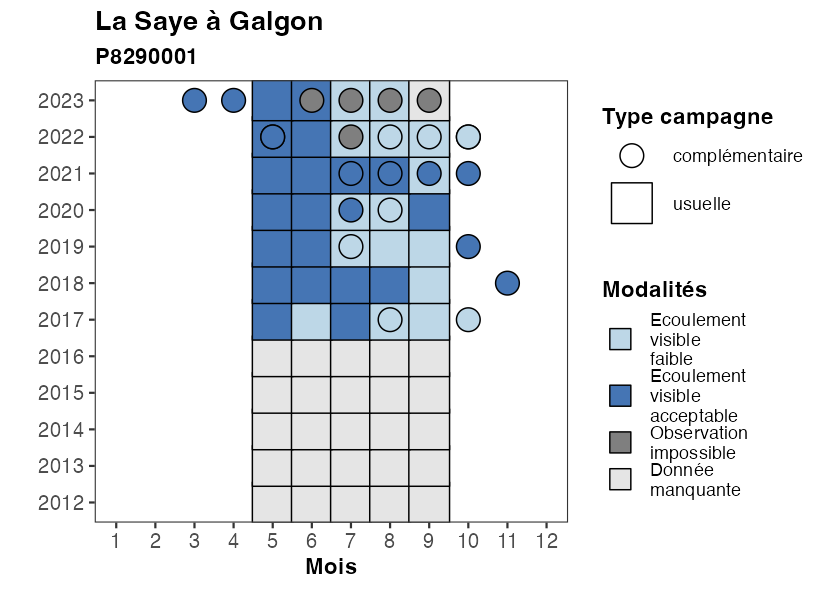 La Saye à Galgon
P8290001
2023
2022
2021
2020
2019
2018
2017
2016
2015
2014
2013
2012
1 2 3 4 5 6 7 8 9 10 11 12
Mois
Type campagne
complémentaire
usuelle
Modalités
Ecoulement
visible
faible
Ecoulement
visible
acceptable
Observation
impossible
Donnée
manquante